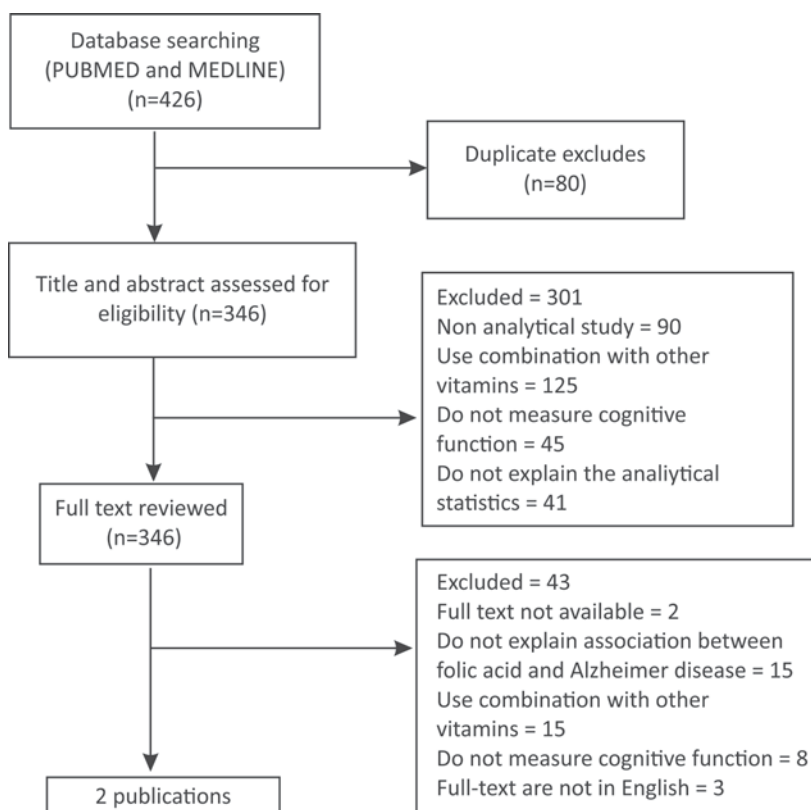 Database searching
(PUBMED and MEDLINE)
(n=426)
Duplicate excludes
(n=80)
Title and abstract assessed for
eligibility (n=346)
Excluded = 301
Non analytical study = 90
Use combination with other
vitamins = 125
Do not measure cognitive
function = 45
Do not explain the analiytical
statistics = 41
Full text reviewed
(n=346)
Excluded = 43
Full text not available = 2
Do not explain association between
folic acid and Alzheimer disease = 15
Use combination with other
vitamins = 15
Do not measure cognitive function = 8
Full-text are not in English = 3
2 publications